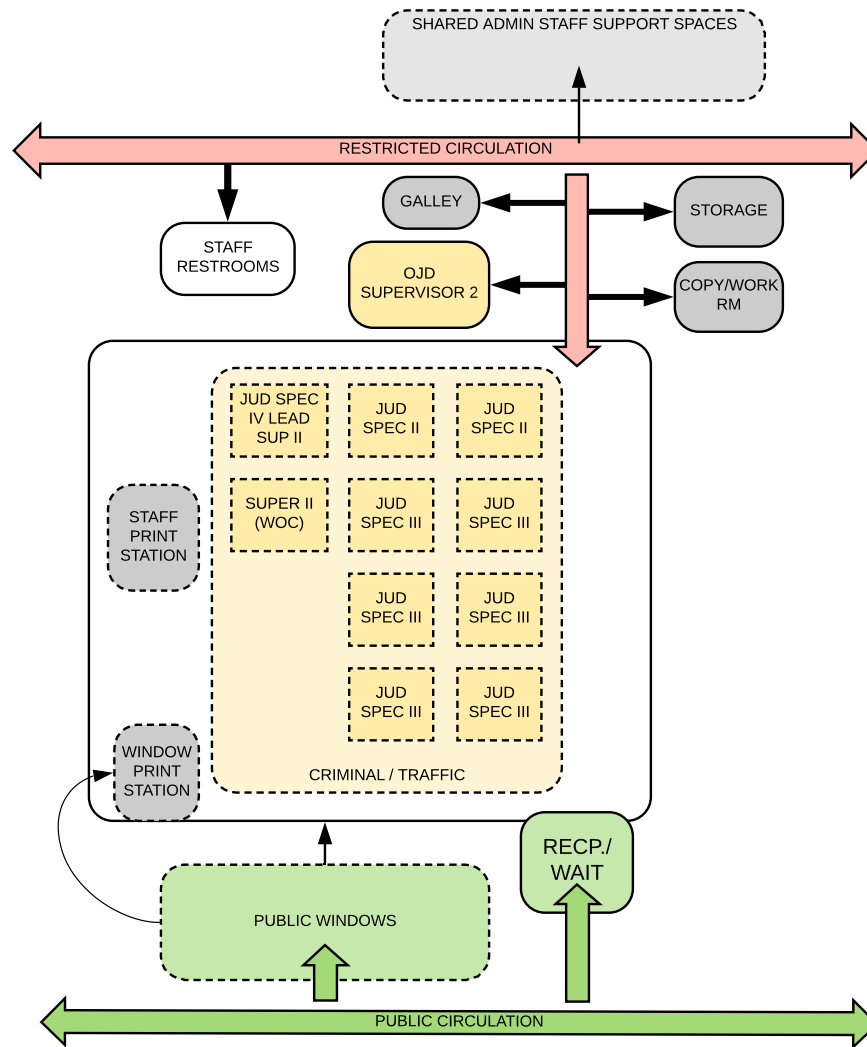 SHARED ADMIN STAFF SUPPORT SPACES
RESTRICTED CIRCULATION
GALLEY
STORAGE
STAFF
RESTROOMS
OJD
SUPERVISOR 2
COPY/WORK
RM
JUD SPEC
IV LEAD
SUP II
JUD
SPEC II
JUD
SPEC II
SUPER II
(WOC)
JUD
SPEC III
JUD
SPEC III
STAFF
PRINT
STATION
JUD
SPEC III
JUD
SPEC III
JUD
SPEC III
JUD
SPEC III
WINDOW
PRINT
STATION
CRIMINAL / TRAFFIC
RECP./
WAIT
PUBLIC WINDOWS
PUBLIC CIRCULATION